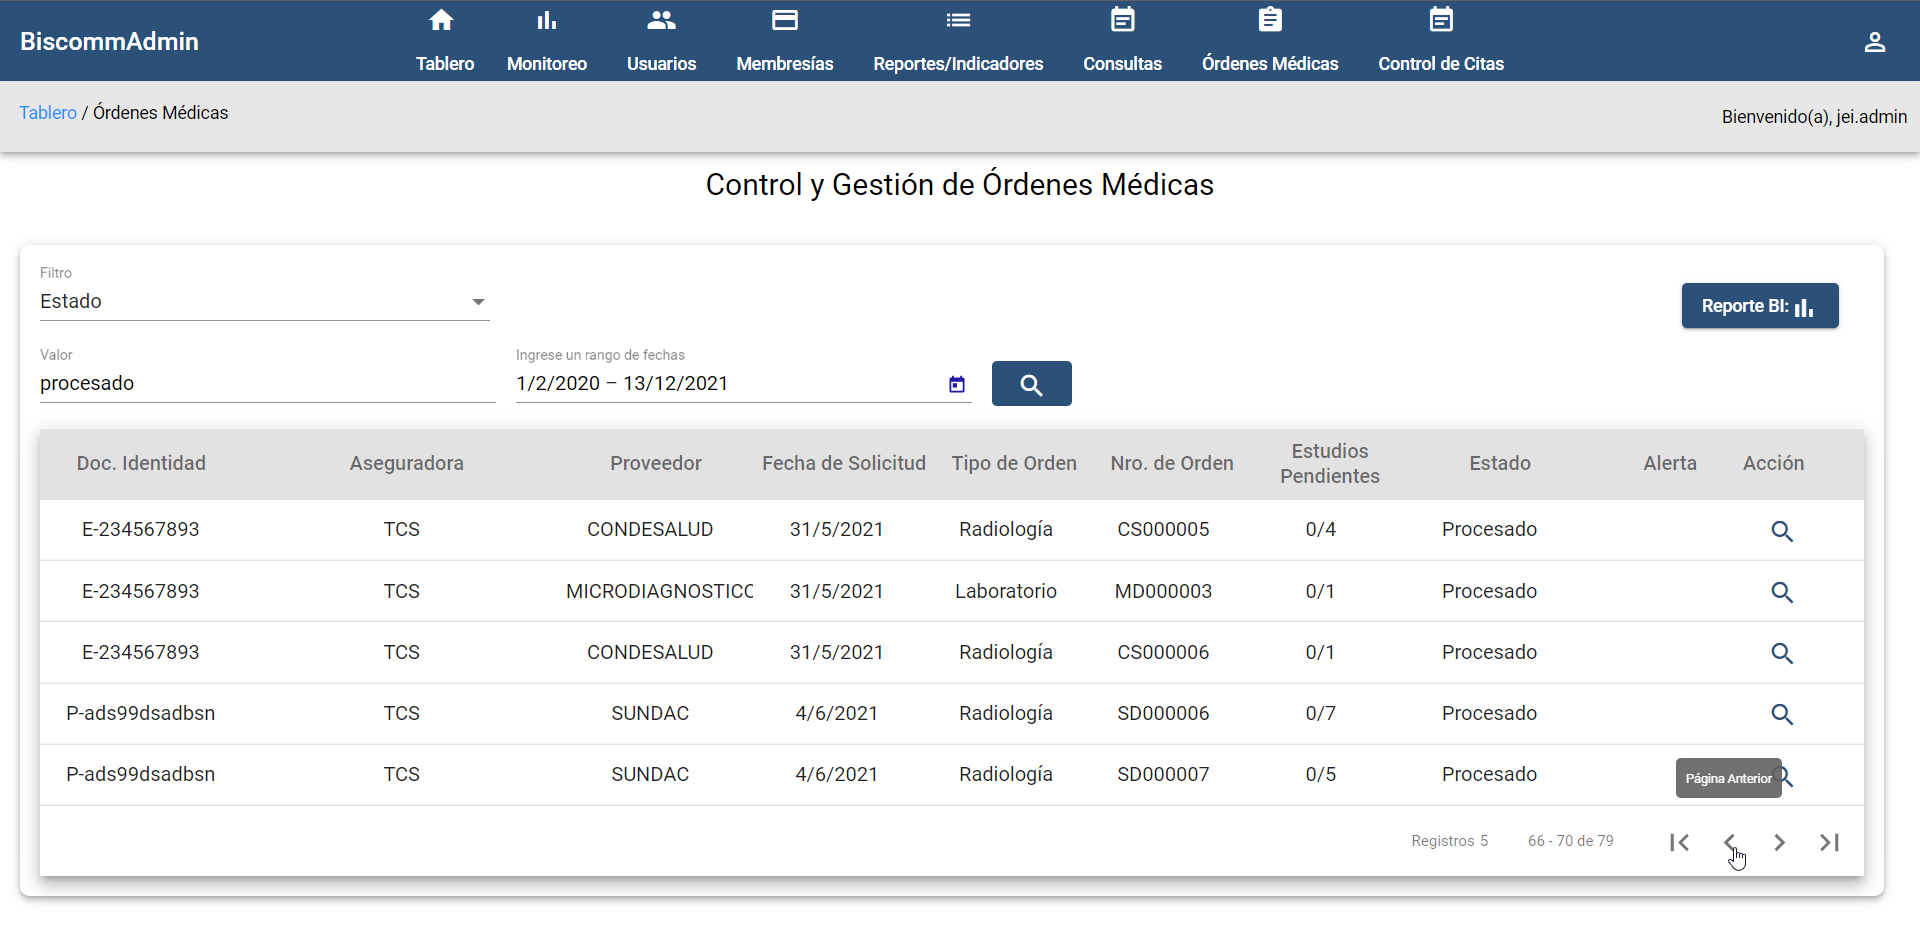 BiscommAdmin
Tablero
Monitoreo
Usuarios
Membresías
Reportes/Indicadores
Consultas
Órdenes Médicas
Control de Citas
Tablero / Órdenes Médicas
Bienvenido(a), jei.admin
Control y Gestión de Órdenes Médicas
Filtro
Estado
Reporte BI:
Valor
procesado
Ingrese un rango de fechas
1/2/2020 – 13/12/2021
Doc. Identidad Aseguradora Proveedor Fecha de Solicitud Tipo de Orden Nro. de Orden Estudios Pendientes Estado Alerta Acción
E-234567893 TCS CONDESALUD 31/5/2021 Radiología CS000005 0/4 Procesado
E-234567893 TCS MICRODIAGNOSTICO 31/5/2021 Laboratorio MD000003 0/1 Procesado
E-234567893 TCS CONDESALUD 31/5/2021 Radiología CS000006 0/1 Procesado
P-ads99dsadbsn TCS SUNDAC 4/6/2021 Radiología SD000006 0/7 Procesado
P-ads99dsadbsn TCS SUNDAC 4/6/2021 Radiología SD000007 0/5 Procesado
Página Anterior
Registros 5 66 - 70 de 79